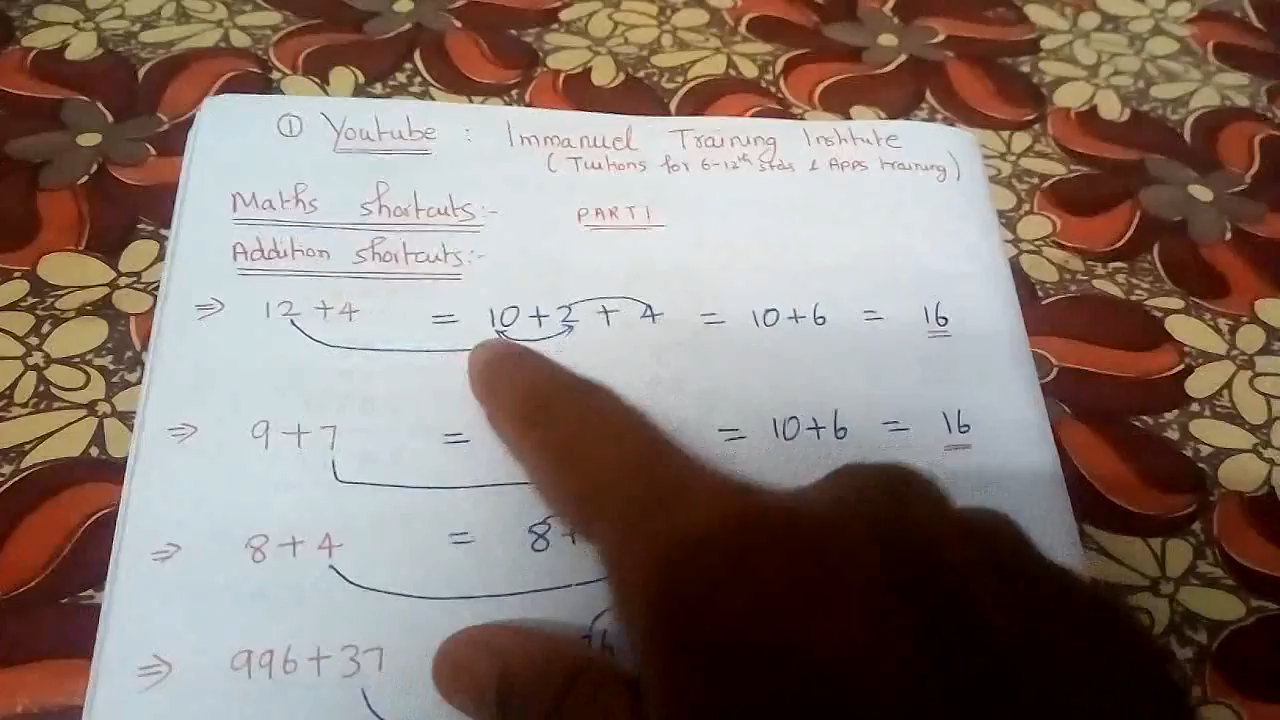 ① Youtube : Immanuel Training Institute
(Tuitions for 6-12th stds & Apps training)
Maths shortcuts:- PART 1
Addition shortcuts:-
⇒ 12 + 4 = 10 + 2 + 4 = 10+6 = 16
⇒ 9 + 7 = = 10+6 = 16
⇒ 8 + 4 = 8+
⇒ 996 + 37